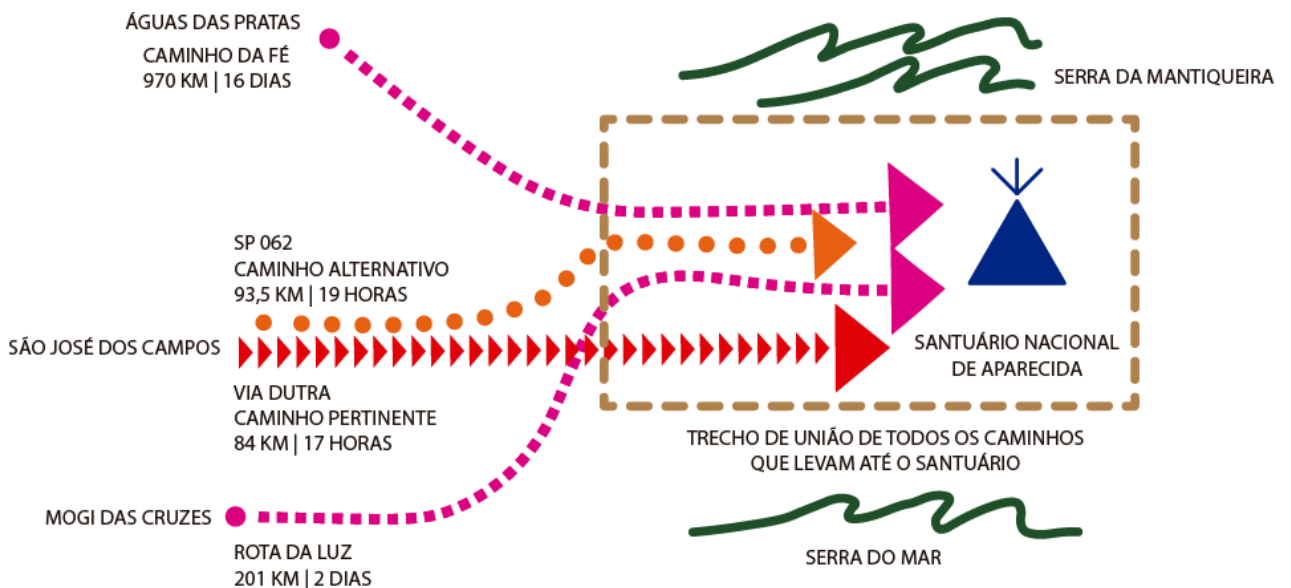 ÁGUAS DAS PRATAS
CAMINHO DA FÉ
970 KM | 16 DIAS
SERRA DA MANTIQUEIRA
SP 062
CAMINHO ALTERNATIVO
93,5 KM | 19 HORAS
SÃO JOSÉ DOS CAMPOS
VIA DUTRA
CAMINHO PERTINENTE
84 KM | 17 HORAS
SANTUÁRIO NACIONAL
DE APARECIDA
TRECHO DE UNIÃO DE TODOS OS CAMINHOS
QUE LEVAM ATÉ O SANTUÁRIO
MOGI DAS CRUZES
ROTA DA LUZ
201 KM | 2 DIAS
SERRA DO MAR